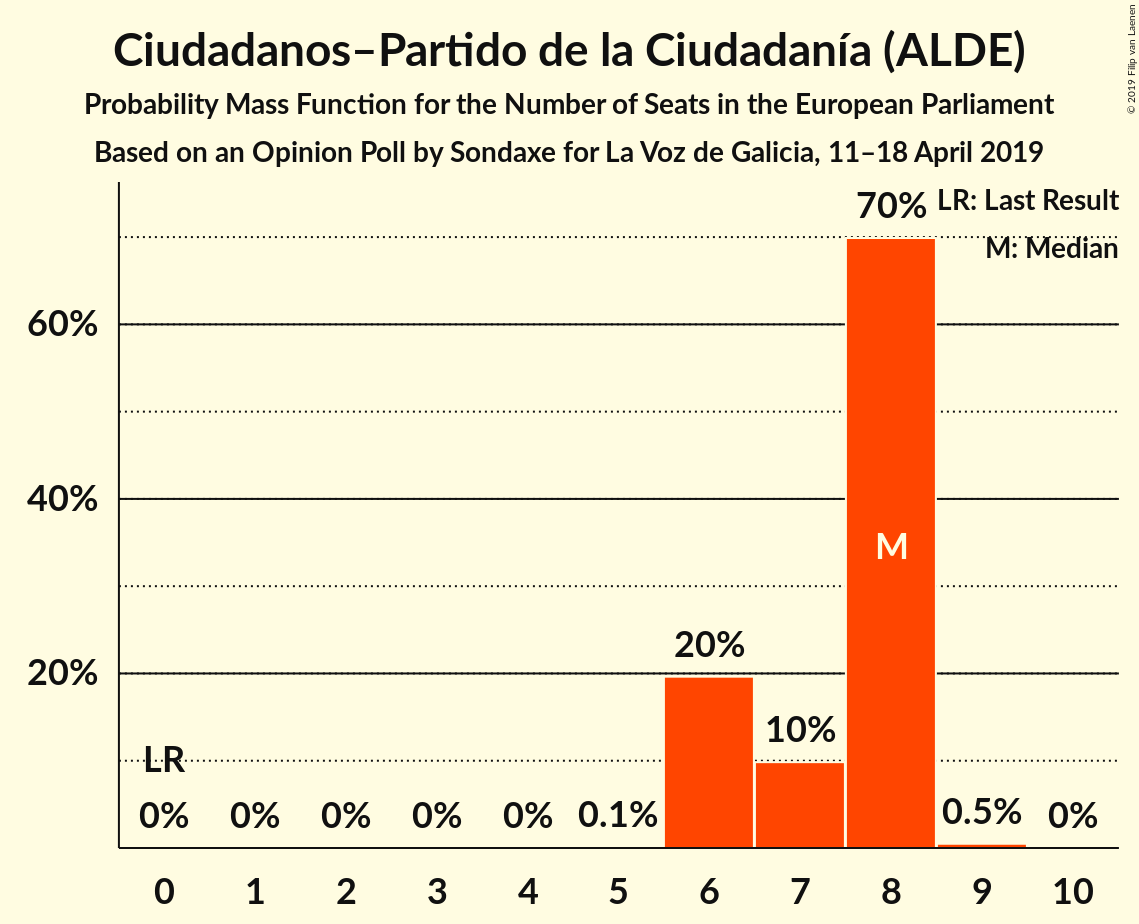 Ciudadanos–Partido de la Ciudadanía (ALDE)
Probability Mass Function for the Number of Seats in the European Parliament
Based on an Opinion Poll by Sondaxe for La Voz de Galicia, 11–18 April 2019
© 2019 Filip van Laenen
LR: Last Result
M: Median
70%
60%
40%
M
20%
20%
10%
LR
0% 0% 0% 0% 0% 0.1% 0.5% 0%
0 1 2 3 4 5 6 7 8 9 10